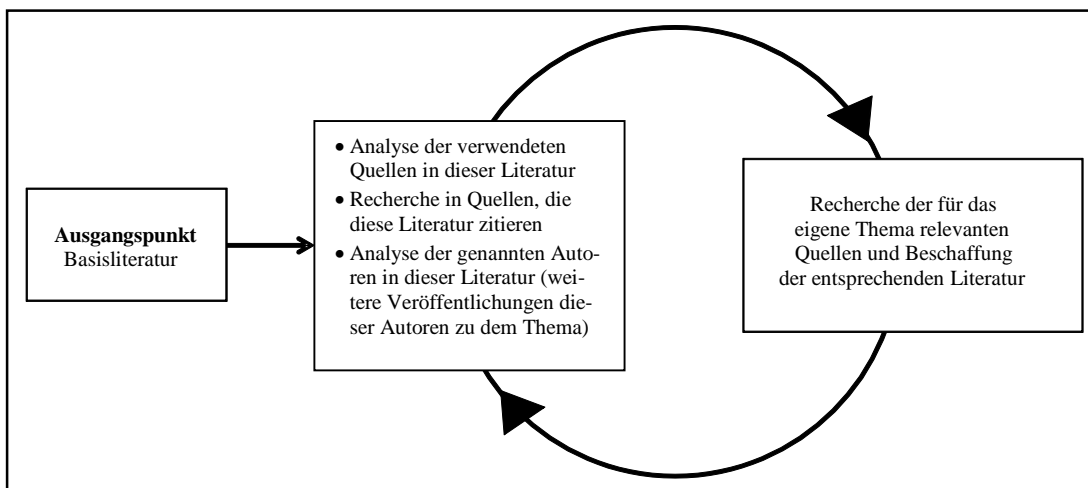 Ausgangspunkt
Basisliteratur
• Analyse der verwendeten
Quellen in dieser Literatur
• Recherche in Quellen, die
diese Literatur zitieren
• Analyse der genannten Auto-
ren in dieser Literatur (wei-
tere Veröffentlichungen die-
ser Autoren zu dem Thema)
Recherche der für das
eigene Thema relevanten
Quellen und Beschaffung
der entsprechenden Literatur